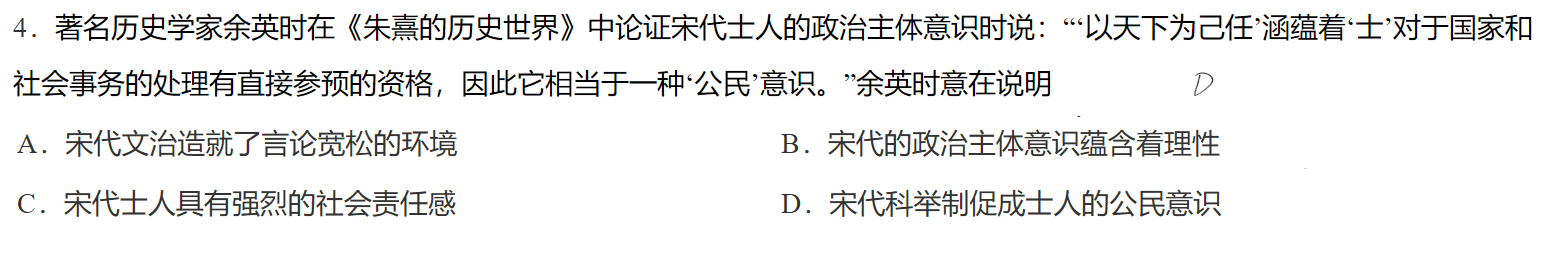 4．著名历史学家余英时在《朱熹的历史世界》中论证宋代士人的政治主体意识时说：“‘以天下为己任’涵蕴着‘士’对于国家和
社会事务的处理有直接参预的资格，因此它相当于一种‘公民’意识。”余英时意在说明 D
A．宋代文治造就了言论宽松的环境 B．宋代的政治主体意识蕴含着理性
C．宋代士人具有强烈的社会责任感 D．宋代科举制促成士人的公民意识